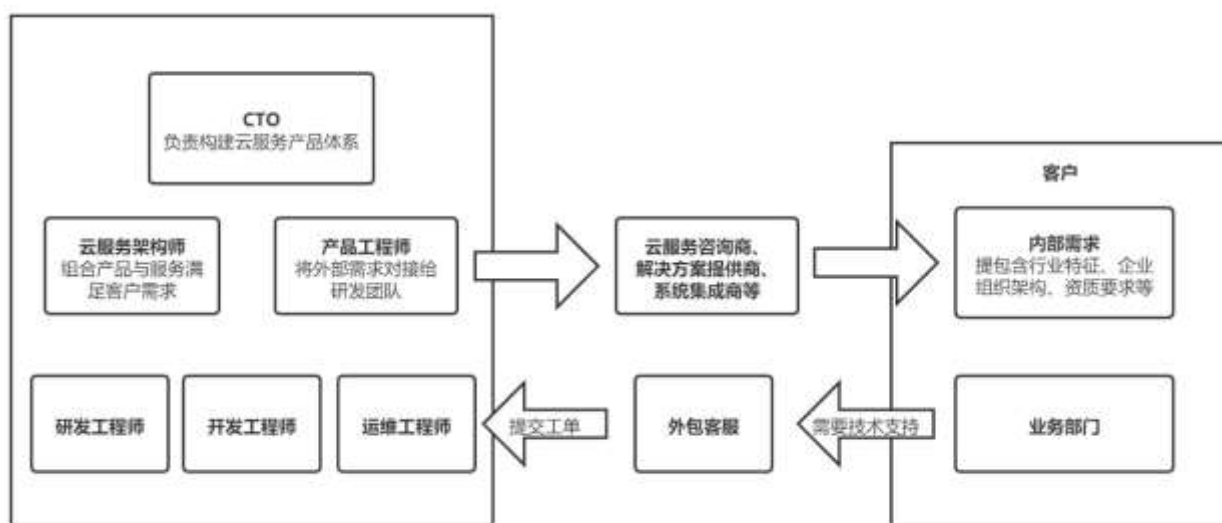 CTO
负责构建云服务产品体系
客户
云服务架构师
组合产品与服务满
足客户需求
产品工程师
将外部需求对接给
研发团队
云服务咨询商、
解决方案提供商、
系统集成商等
内部需求
提包含行业特征、企业
组织架构、资质要求等
研发工程师
开发工程师
运维工程师
提交工单
外包客服
需要技术支持
业务部门